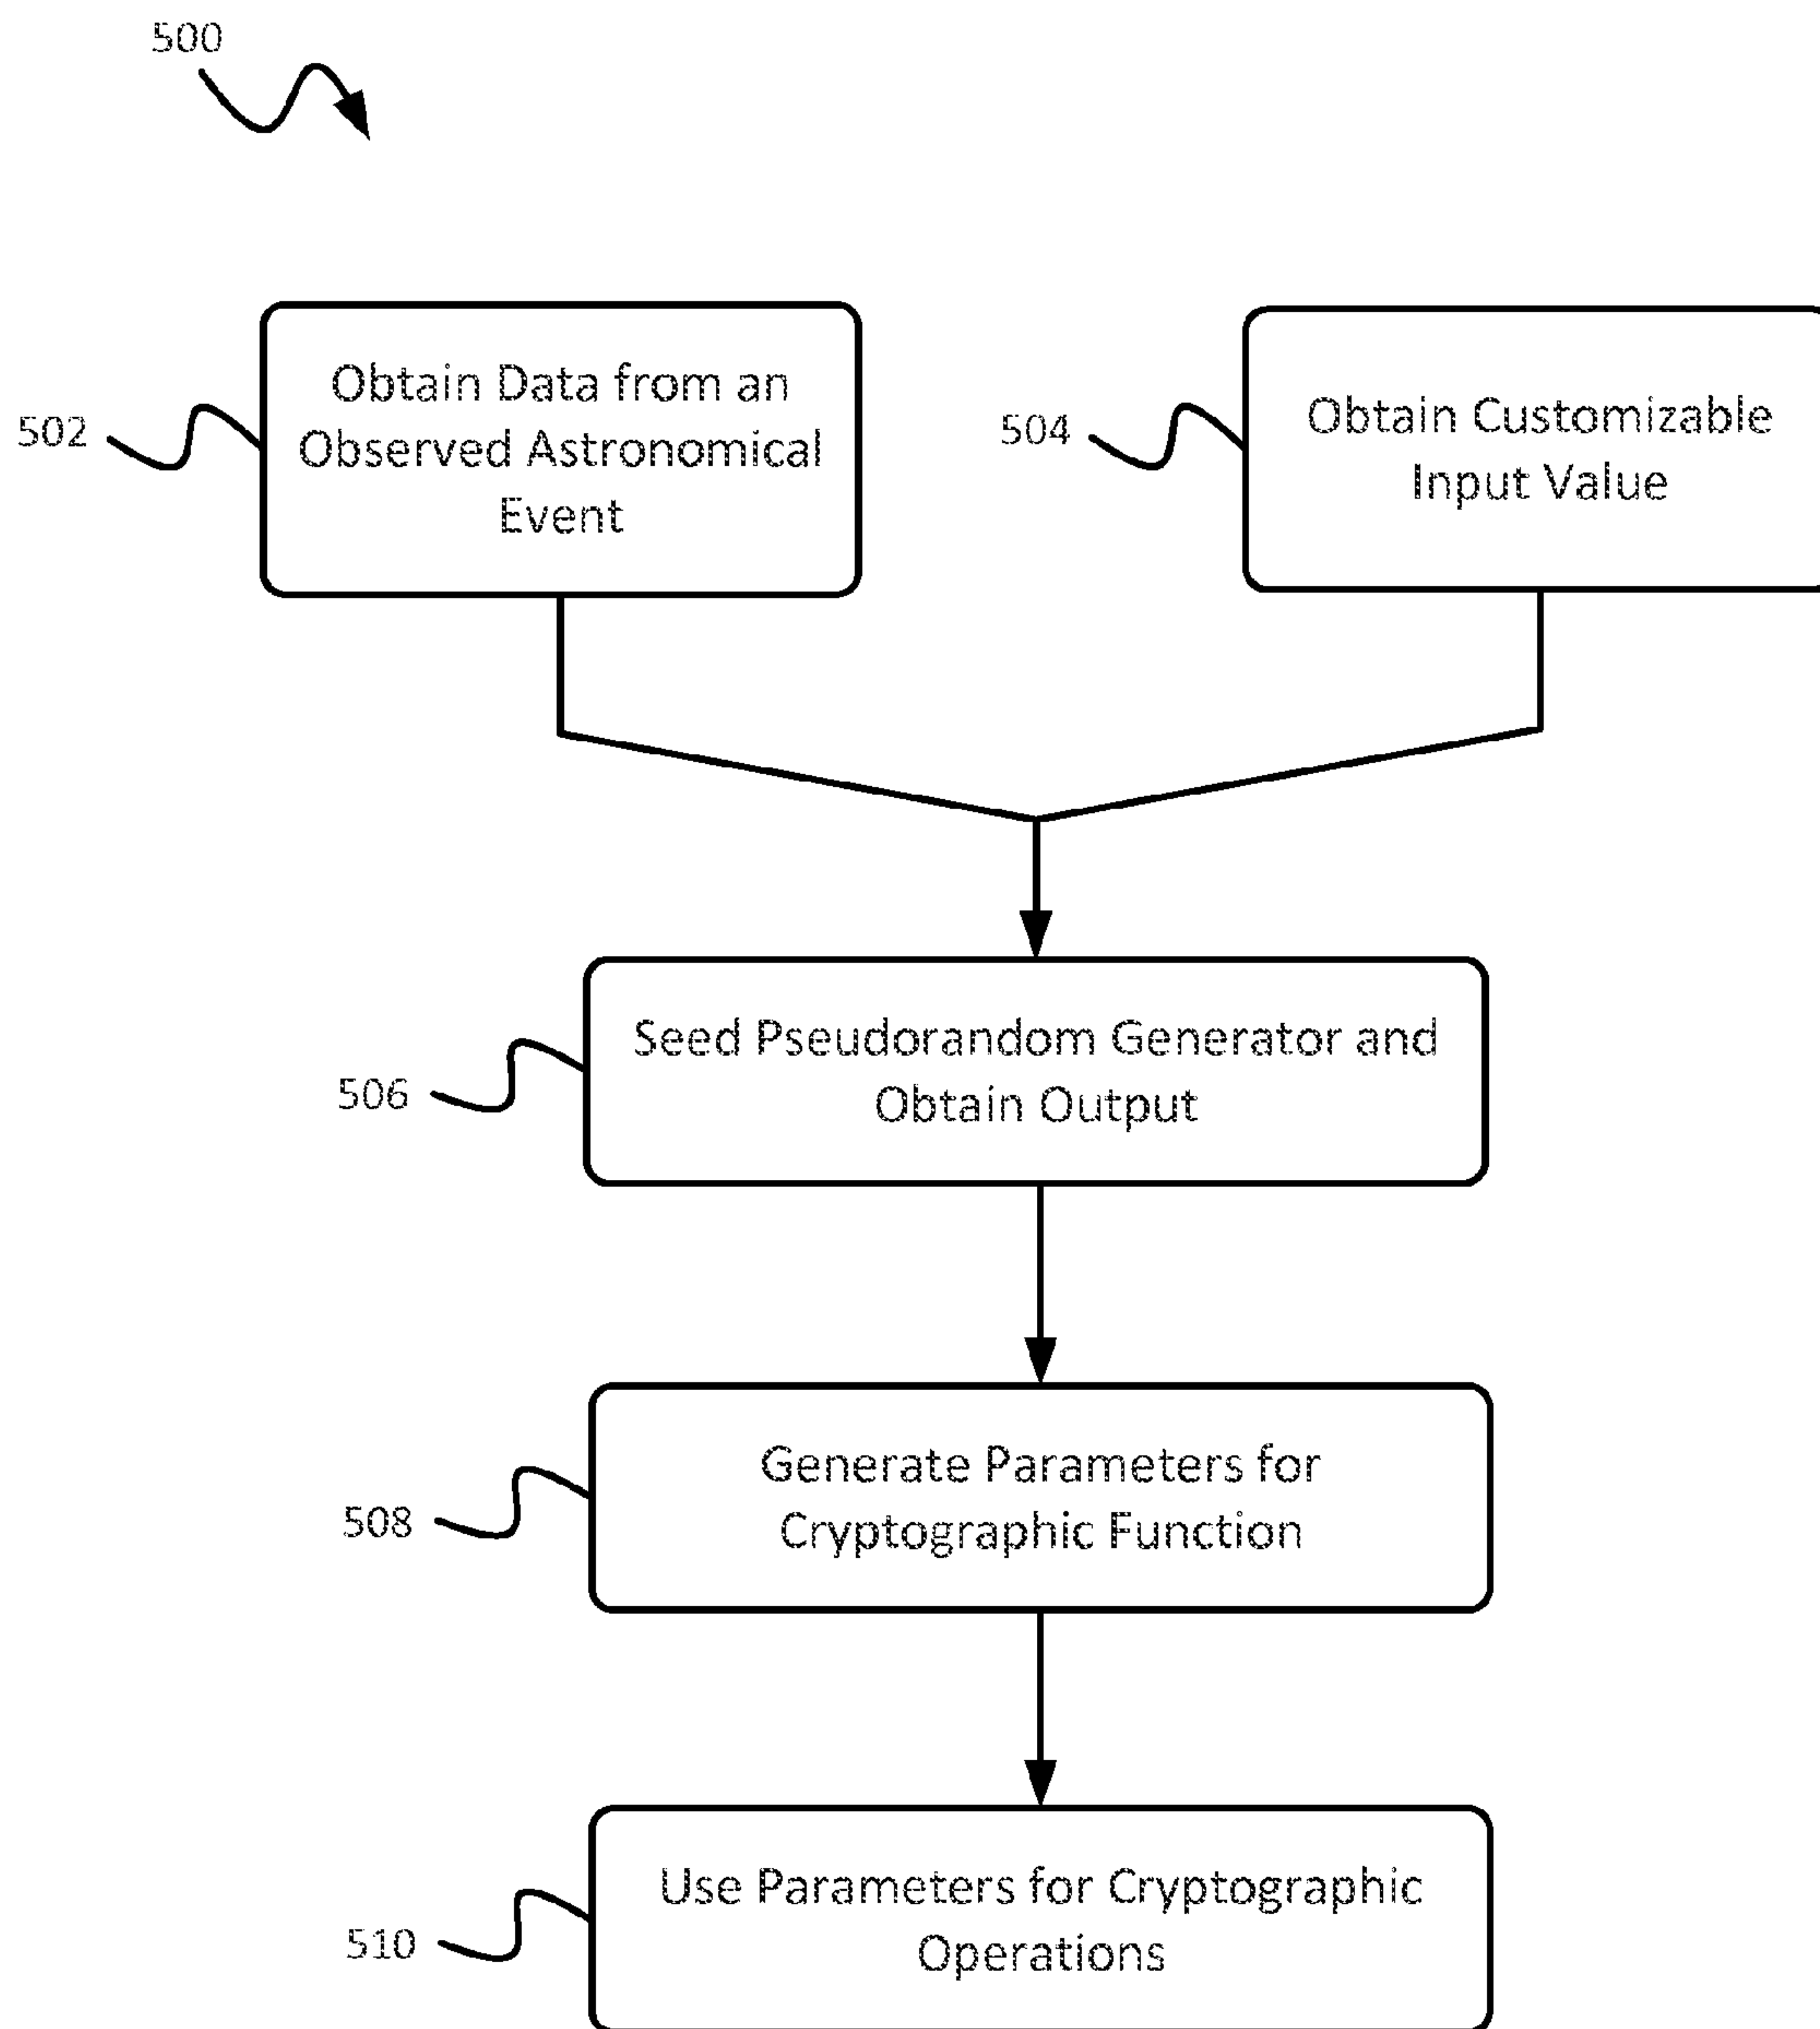 500
502
Obtain Data from an
Observed Astronomical
Event
504
Obtain Customizable
Input Value
506
Seed Pseudorandom Generator and
Obtain Output
508
Generate Parameters for
Cryptographic Function
510
Use Parameters for Cryptographic
Operations